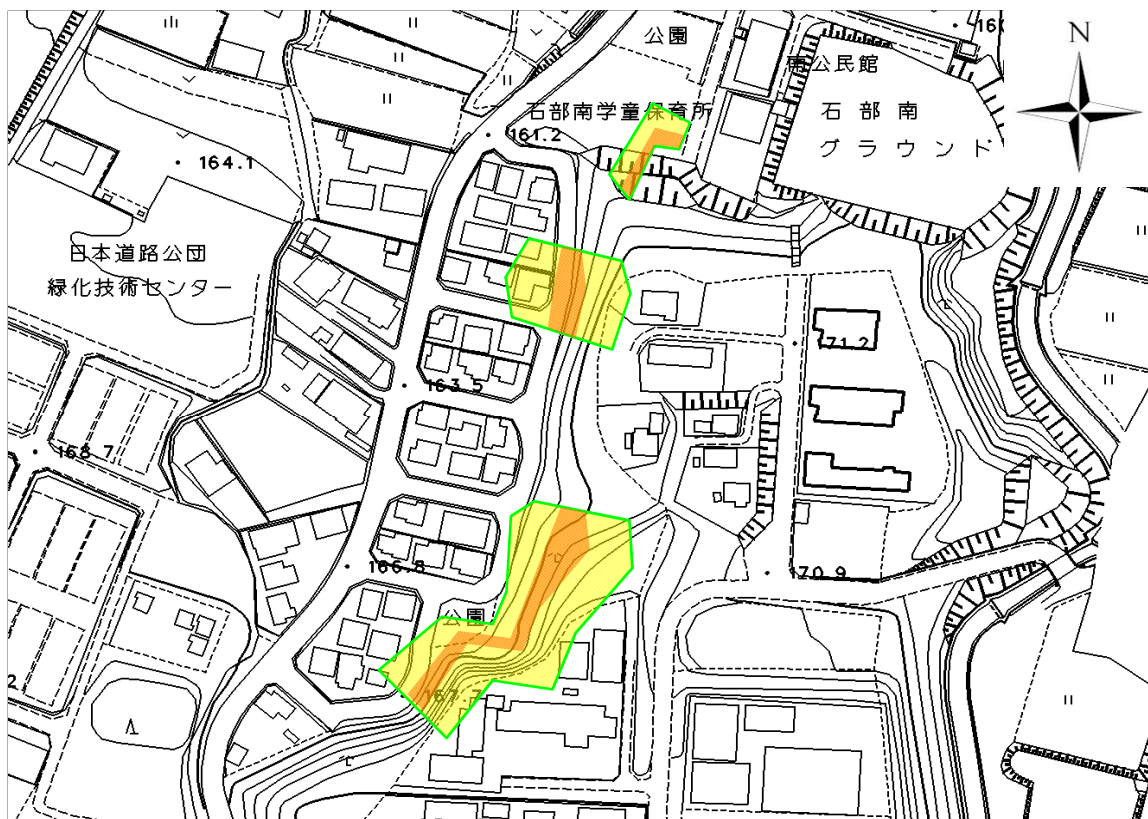 公園
南公民館
N
石部南学童保育所
石部南
グラウンド
161.2
164.1
日本道路公団
緑化技術センター
171.2
163.5
168.7
166.8
170.9
公園
167.7